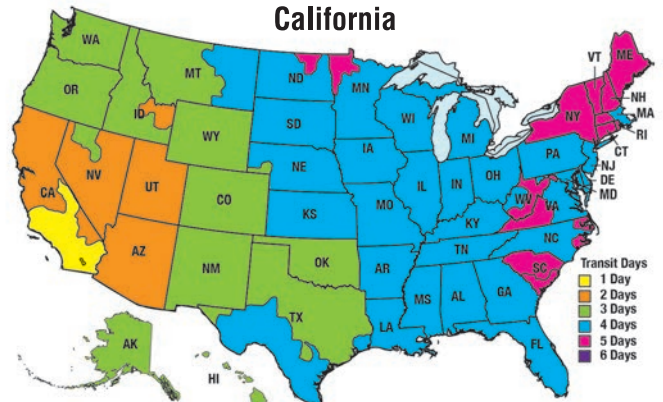 California
WA
MT
ND
MN
VT
ME
OR
ID
WY
SD
WI
MI
NY
NH
MA
RI
CT
NV
UT
CO
NE
IA
IL
IN
OH
PA
NJ
DE
MD
CA
KS
MO
KY
WV
VA
AZ
NM
OK
AR
TN
NC
SC
TX
LA
MS
AL
GA
FL
AK
HI
Transit Days
1 Day
2 Days
3 Days
4 Days
5 Days
6 Days